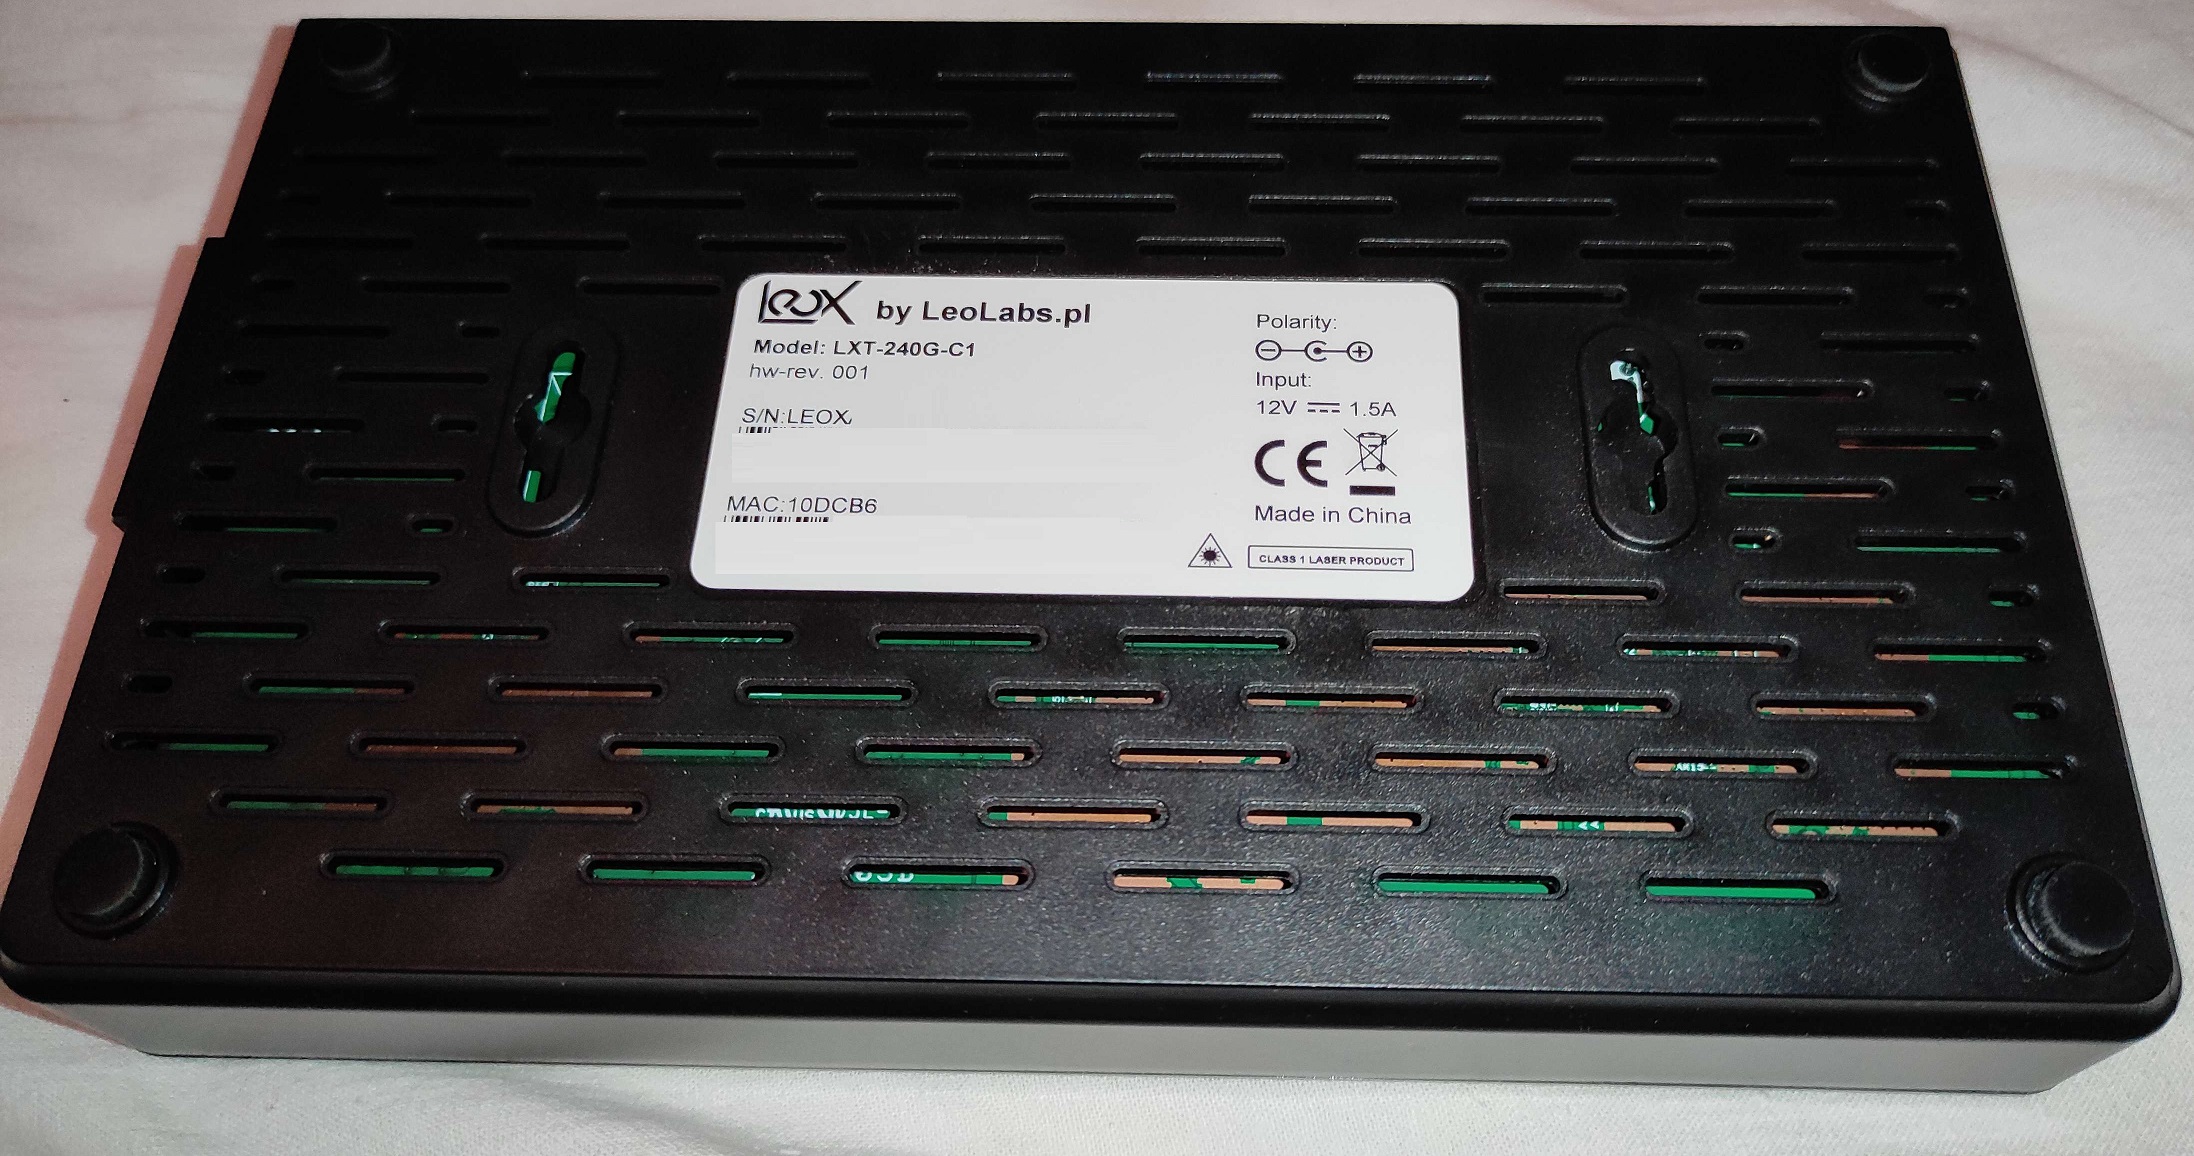 Leox by LeoLabs.pl
Model: LXT-240G-C1
hw-rev. 001
S/N:LEOX
MAC:10DCB6
Polarity:
Input:
12V 1.5A
CE
Made in China
CLASS 1 LASER PRODUCT